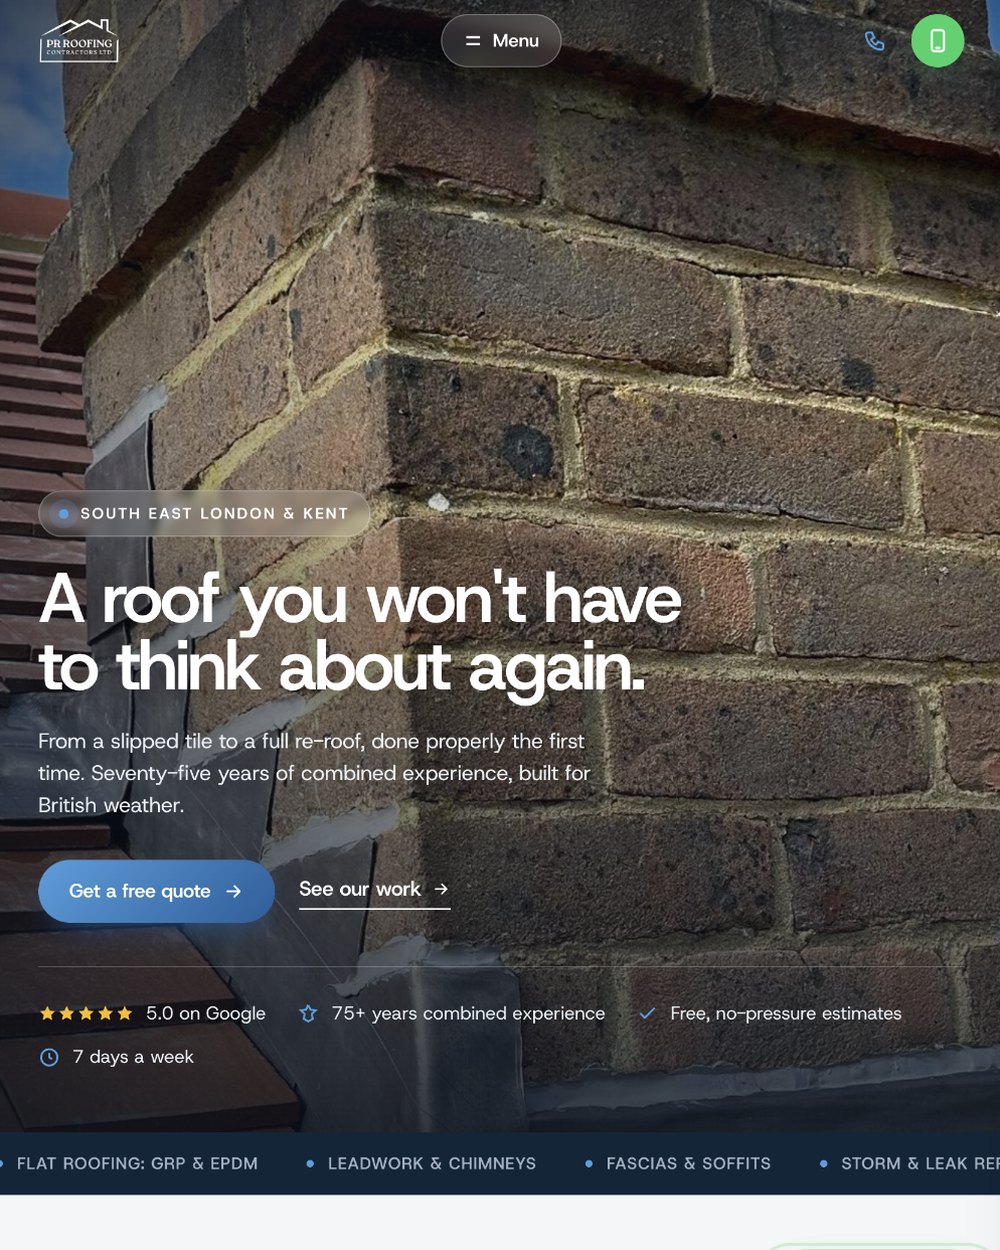 PR ROOFING
CONTRACTORS LTD
Menu
SOUTH EAST LONDON & KENT
A roof you won't have
to think about again.
From a slipped tile to a full re-roof, done properly the first
time. Seventy-five years of combined experience, built for
British weather.
Get a free quote
See our work
5.0 on Google
75+ years combined experience
Free, no-pressure estimates
7 days a week
FLAT ROOFING: GRP & EPDM
LEADWORK & CHIMNEYS
FASCIAS & SOFFITS
STORM & LEAK